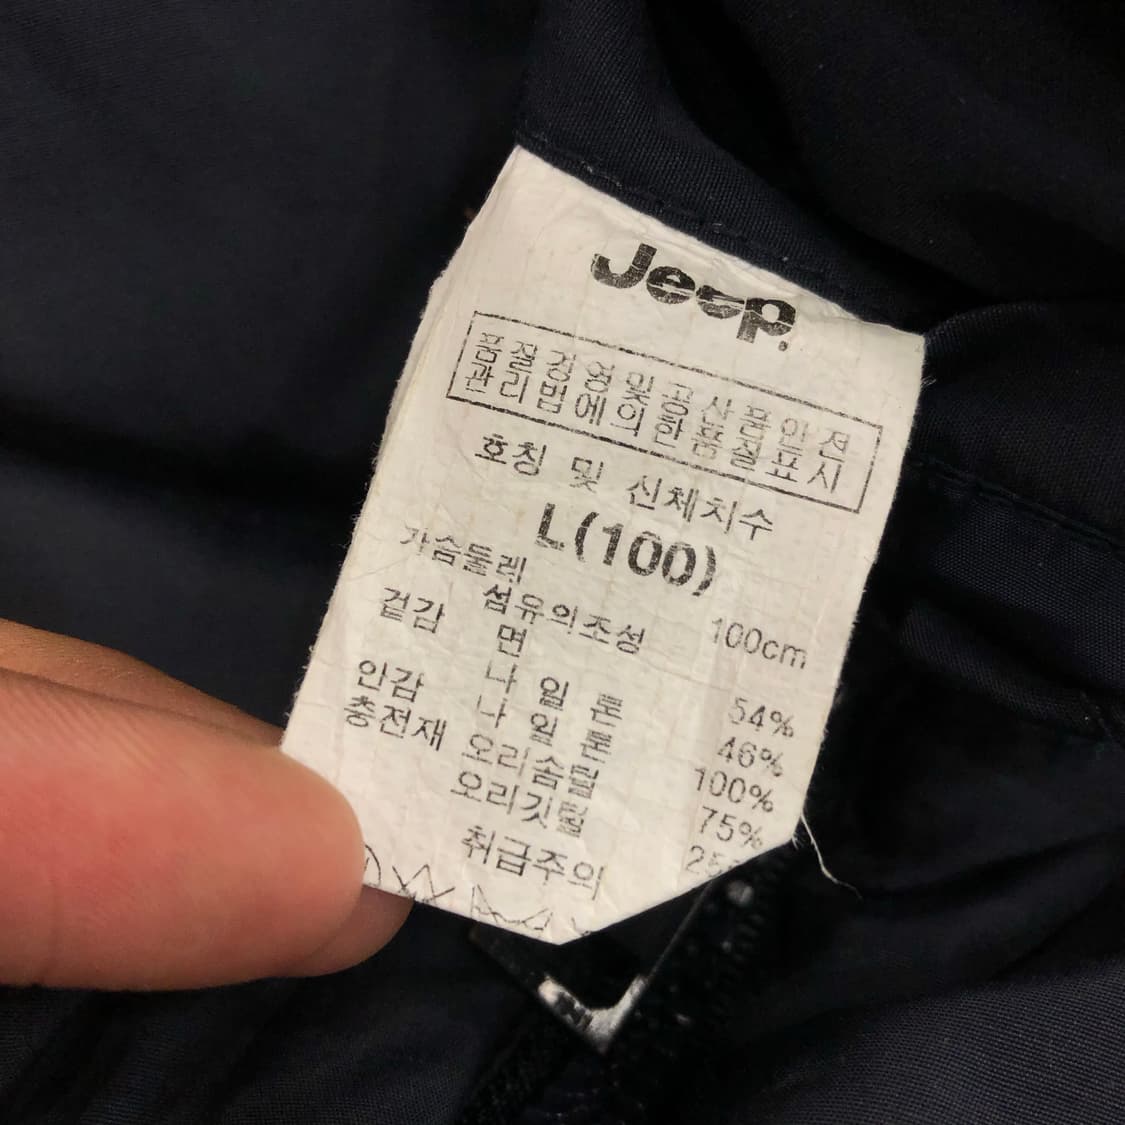 Jeep.
품질경영및공산품안전
관리법에의한품질표시
호칭 및 신체치수
L(100)
가슴둘레 100cm
섬유의조성
겉감 면 54%
나 일 론 46%
안감 나 일 론 100%
충전재 오리솜털 75%
오리깃털
취급주의